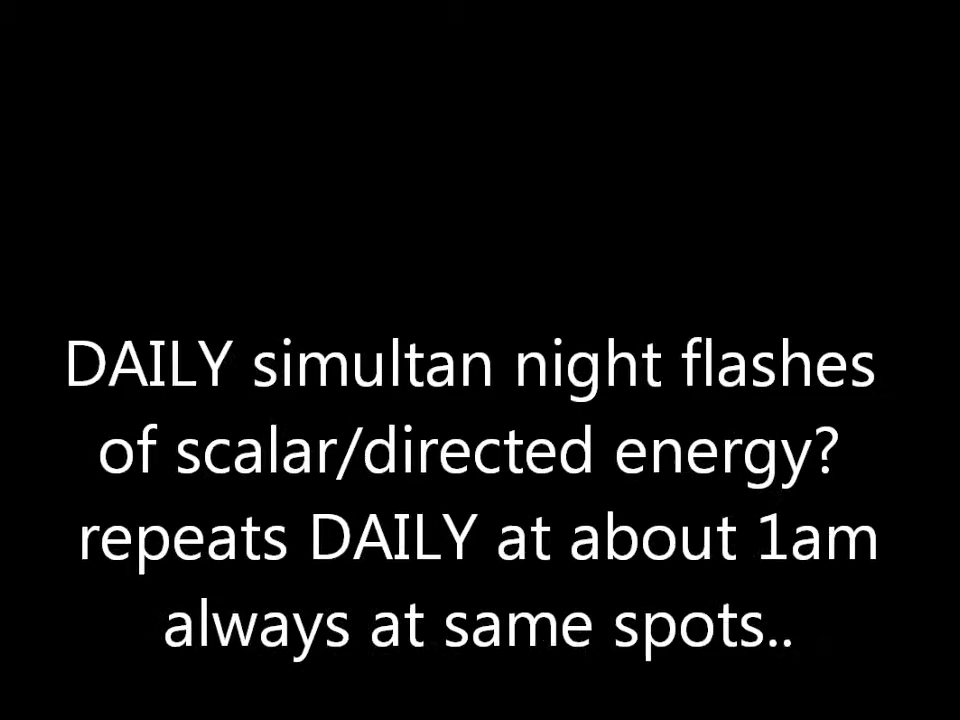 DAILY simultan night flashes
of scalar/directed energy?
repeats DAILY at about 1am
always at same spots..